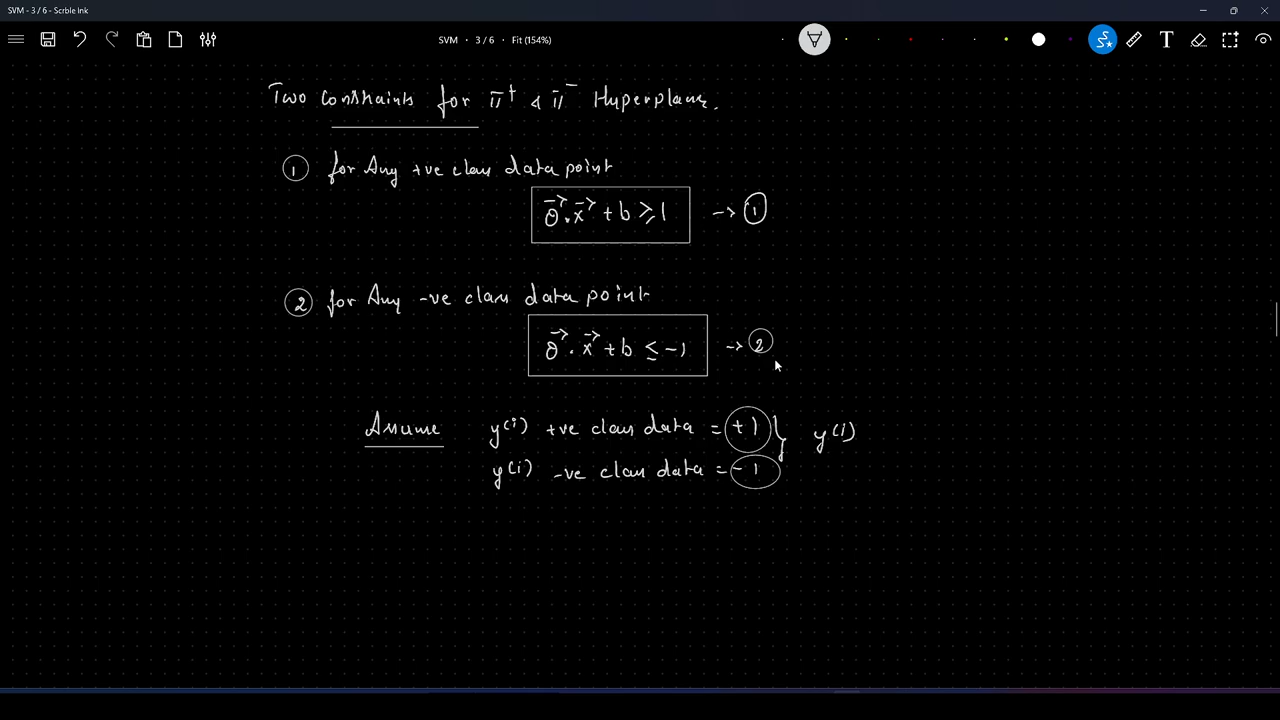 SVM - 3 / 6 - Scrble Ink
SVM • 3 / 6 • Fit (154%)
Two Constraints for π⁺ & π⁻ Hyperplane.
① for Any +ve class data point
θ⃗.x⃗ + b ≥ 1 → ①
② for Any -ve class data point
θ⃗.x⃗ + b ≤ -1 → ②
Assume y⁽ⁱ⁾ +ve class data = +1 } y⁽ⁱ⁾
y⁽ⁱ⁾ -ve class data = -1